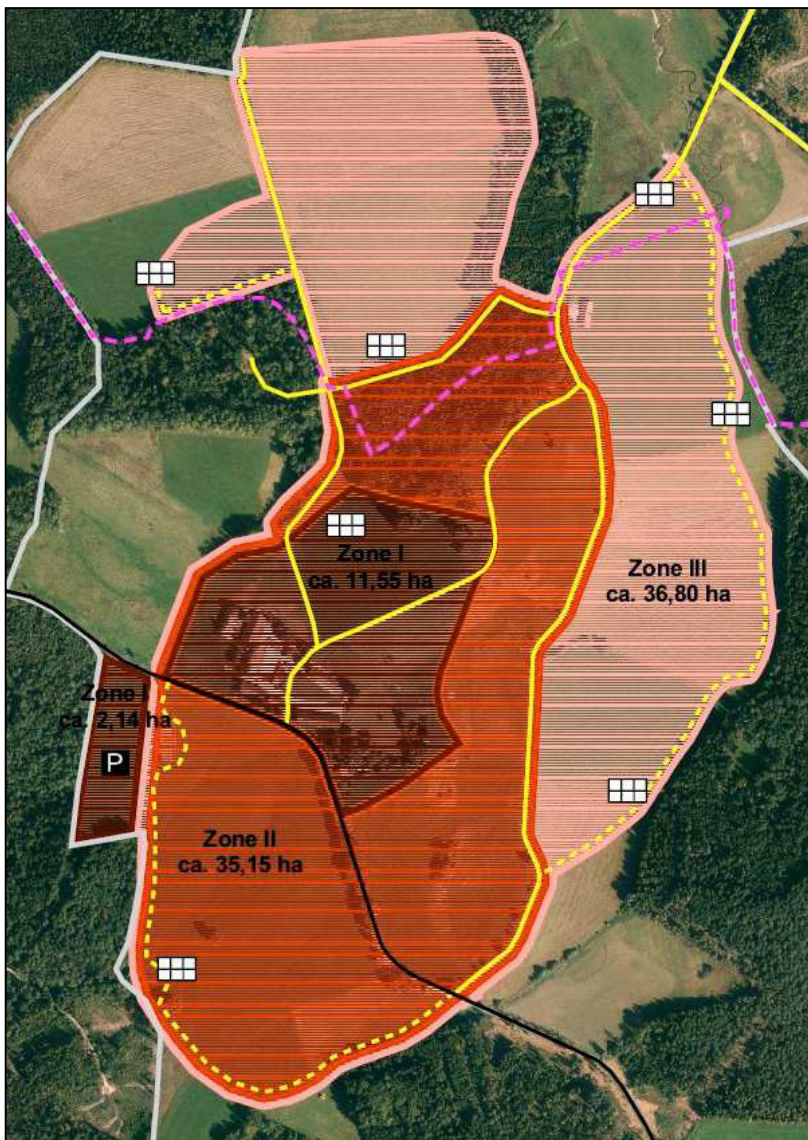 Zone I
ca. 11,55 ha
Zone III
ca. 36,80 ha
Zone I
ca. 2,14 ha
P
Zone II
ca. 35,15 ha